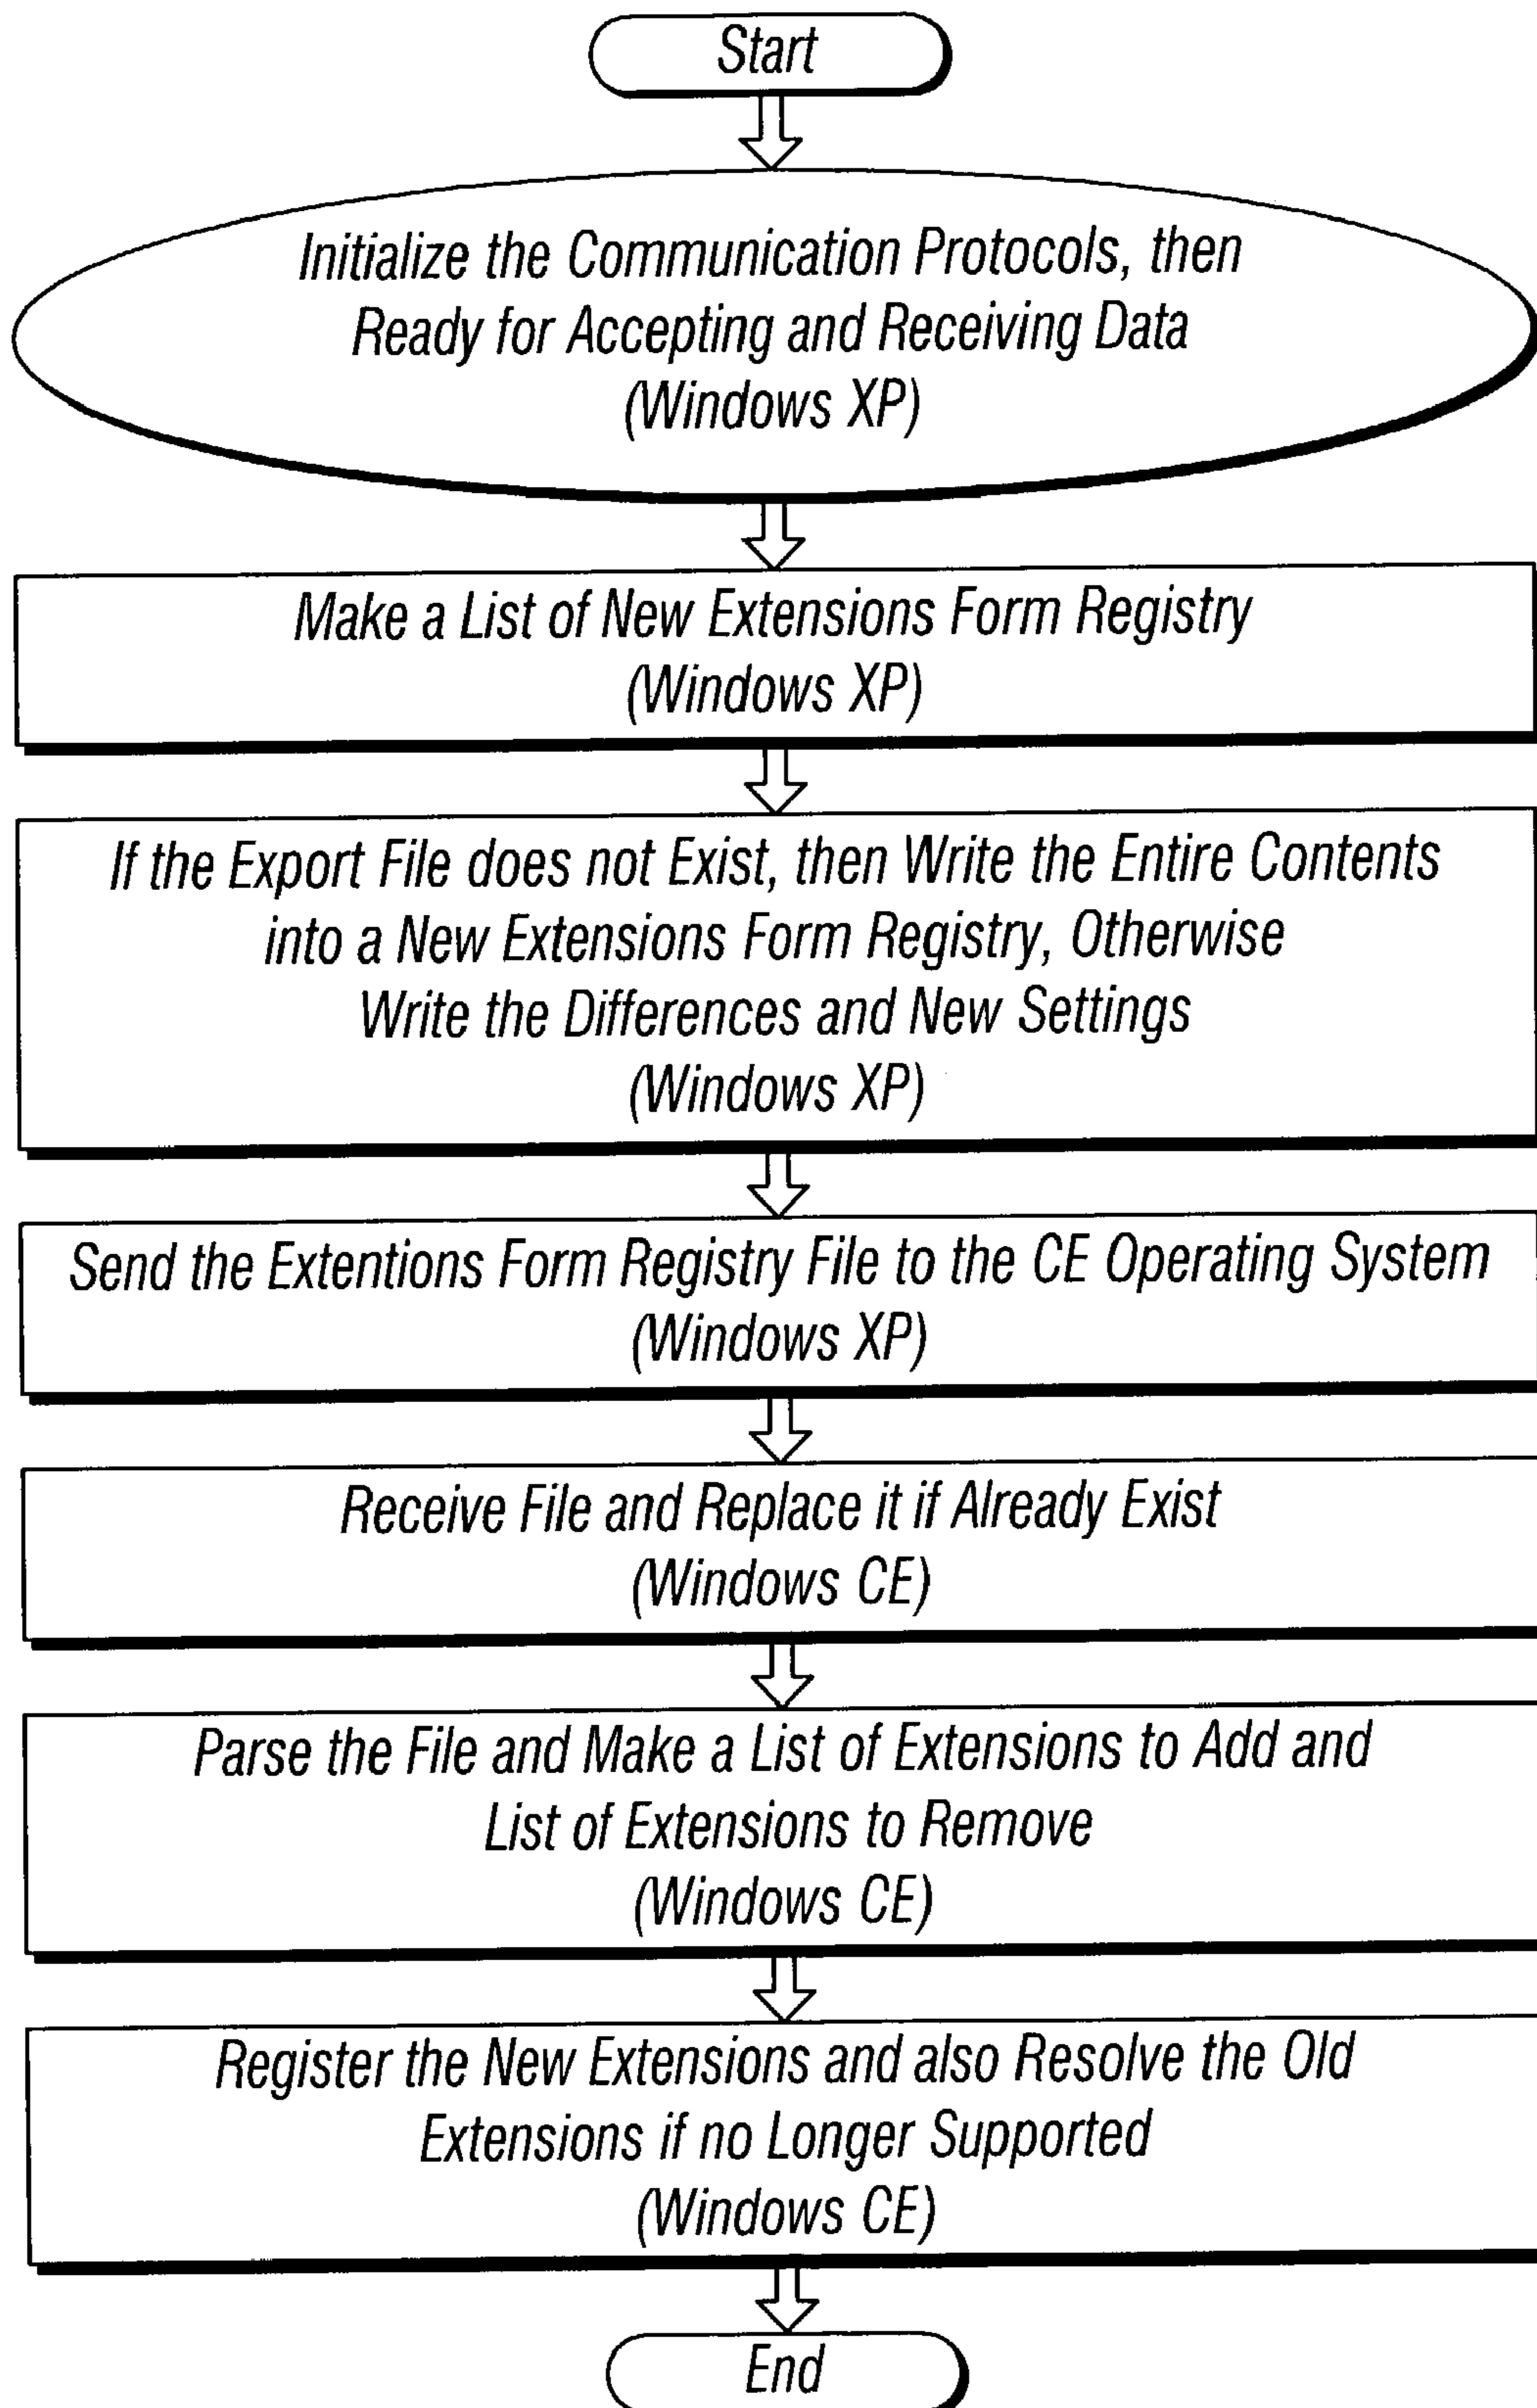 Start
Initialize the Communication Protocols, then
Ready for Accepting and Receiving Data
(Windows XP)
Make a List of New Extensions Form Registry
(Windows XP)
If the Export File does not Exist, then Write the Entire Contents
into a New Extensions Form Registry, Otherwise
Write the Differences and New Settings
(Windows XP)
Send the Extentions Form Registry File to the CE Operating System
(Windows XP)
Receive File and Replace it if Already Exist
(Windows CE)
Parse the File and Make a List of Extensions to Add and
List of Extensions to Remove
(Windows CE)
Register the New Extensions and also Resolve the Old
Extensions if no Longer Supported
(Windows CE)
End